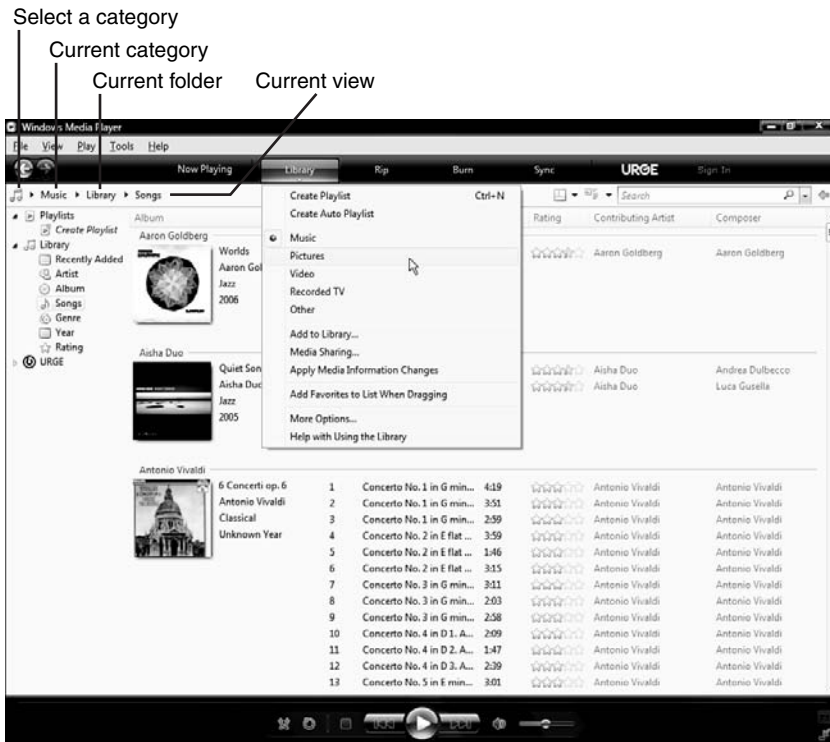 Select a category
Current category
Current folder Current view
Windows Media Player
File View Play Tools Help
Now Playing Library Rip Burn Sync URGE Sign In
Music Library Songs Search
Playlists
Create Playlist
Library
Recently Added
Artist
Album
Songs
Genre
Year
Rating
URGE
Create Playlist Ctrl+N
Create Auto Playlist
Music
Pictures
Video
Recorded TV
Other
Add to Library...
Media Sharing...
Apply Media Information Changes
Add Favorites to List When Dragging
More Options...
Help with Using the Library
Album Rating Contributing Artist Composer
Aaron Goldberg
Worlds
Aaron Gol
Jazz
2006
Aaron Goldberg Aaron Goldberg
Aisha Duo
Quiet Son
Aisha Duo
Jazz
2005
Aisha Duo Andrea Dulbecco
Aisha Duo Luca Gusella
Antonio Vivaldi
6 Concerti op. 6
Antonio Vivaldi
Classical
Unknown Year
1 Concerto No. 1 in G min... 4:19 Antonio Vivaldi Antonio Vivaldi
2 Concerto No. 1 in G min... 3:51 Antonio Vivaldi Antonio Vivaldi
3 Concerto No. 1 in G min... 2:59 Antonio Vivaldi Antonio Vivaldi
4 Concerto No. 2 in E flat ... 3:59 Antonio Vivaldi Antonio Vivaldi
5 Concerto No. 2 in E flat ... 1:46 Antonio Vivaldi Antonio Vivaldi
6 Concerto No. 2 in E flat ... 3:15 Antonio Vivaldi Antonio Vivaldi
7 Concerto No. 3 in G min... 3:11 Antonio Vivaldi Antonio Vivaldi
8 Concerto No. 3 in G min... 2:03 Antonio Vivaldi Antonio Vivaldi
9 Concerto No. 3 in G min... 2:58 Antonio Vivaldi Antonio Vivaldi
10 Concerto No. 4 in D 1. A... 2:09 Antonio Vivaldi Antonio Vivaldi
11 Concerto No. 4 in D 2. A... 1:47 Antonio Vivaldi Antonio Vivaldi
12 Concerto No. 4 in D 3. A... 2:39 Antonio Vivaldi Antonio Vivaldi
13 Concerto No. 5 in E min... 3:01 Antonio Vivaldi Antonio Vivaldi